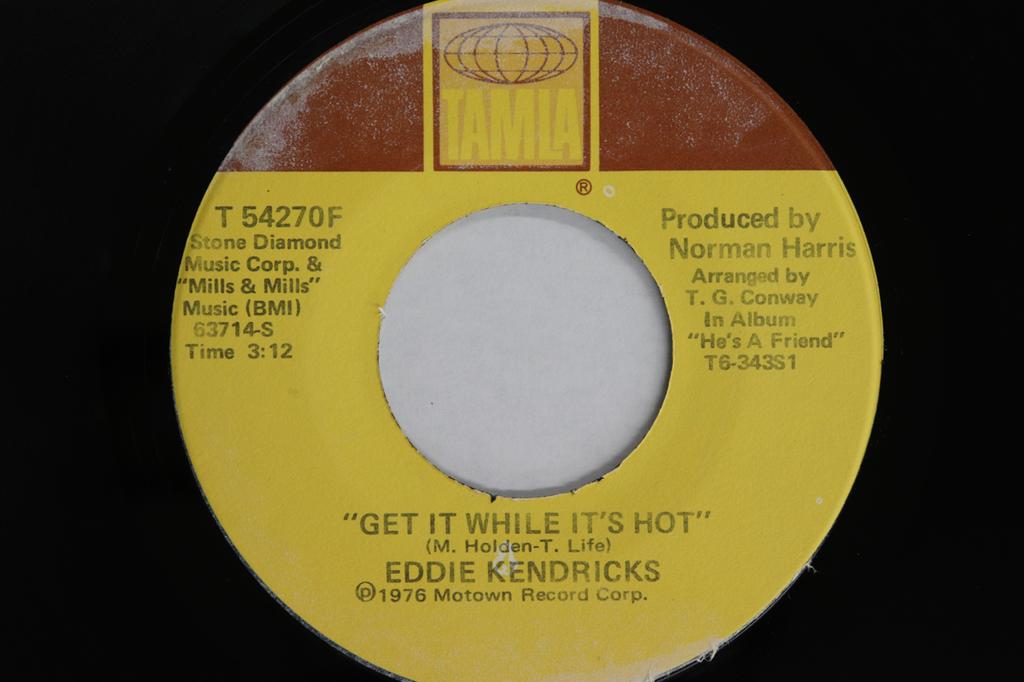 TAMLA
®
T 54270F
Stone Diamond
Music Corp. &
"Mills & Mills"
Music (BMI)
63714-S
Time 3:12
Produced by
Norman Harris
Arranged by
T. G. Conway
In Album
"He's A Friend"
T6-343S1
"GET IT WHILE IT'S HOT"
(M. Holden-T. Life)
EDDIE KENDRICKS
℗1976 Motown Record Corp.